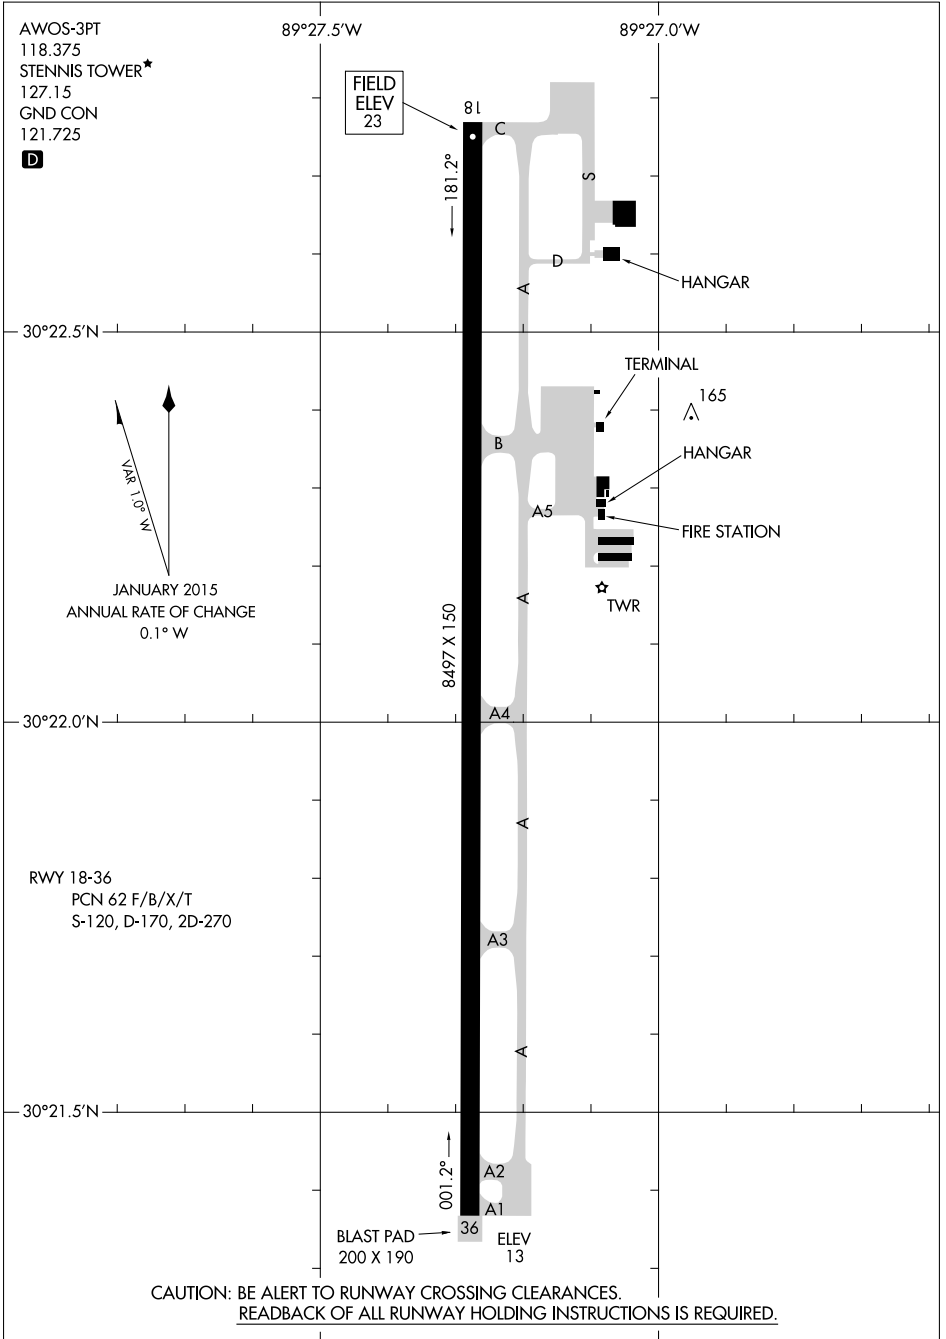 AWOS-3PT
118.375
STENNIS TOWER★
127.15
GND CON
121.725
D
89°27.5'W
89°27.0'W
FIELD
ELEV
23
18
C
181.2°
S
D
HANGAR
A
30°22.5'N
TERMINAL
165
B
HANGAR
VAR 1.0° W
A5
FIRE STATION
JANUARY 2015
ANNUAL RATE OF CHANGE
0.1° W
A
TWR
8497 X 150
A4
30°22.0'N
A
RWY 18-36
PCN 62 F/B/X/T
S-120, D-170, 2D-270
A3
A
30°21.5'N
001.2°
A2
A1
36
BLAST PAD
200 X 190
ELEV
13
CAUTION: BE ALERT TO RUNWAY CROSSING CLEARANCES.
READBACK OF ALL RUNWAY HOLDING INSTRUCTIONS IS REQUIRED.